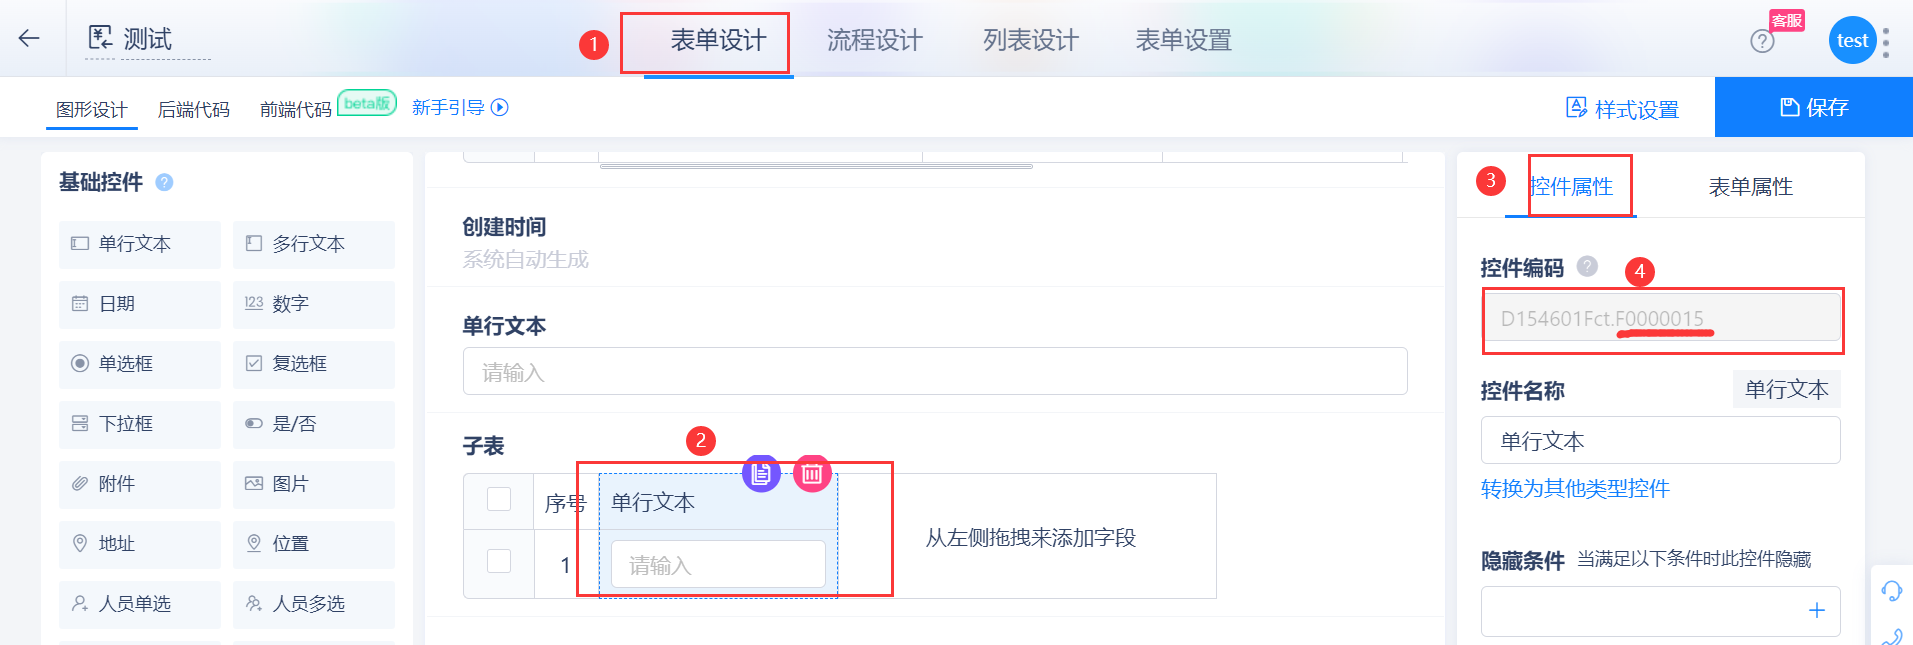 测试
1
表单设计
流程设计
列表设计
表单设置
客服
?
test
图形设计
后端代码
前端代码
beta版
新手引导
样式设置
保存
基础控件 ?
单行文本
多行文本
日期
123 数字
单选框
复选框
下拉框
是/否
附件
图片
地址
位置
人员单选
人员多选
创建时间
系统自动生成
单行文本
请输入
子表
2
序号
单行文本
1
请输入
从左侧拖拽来添加字段
3
控件属性
表单属性
控件编码 ?
4
D154601Fct.F0000015
控件名称
单行文本
单行文本
转换为其他类型控件
隐藏条件 当满足以下条件时此控件隐藏
+